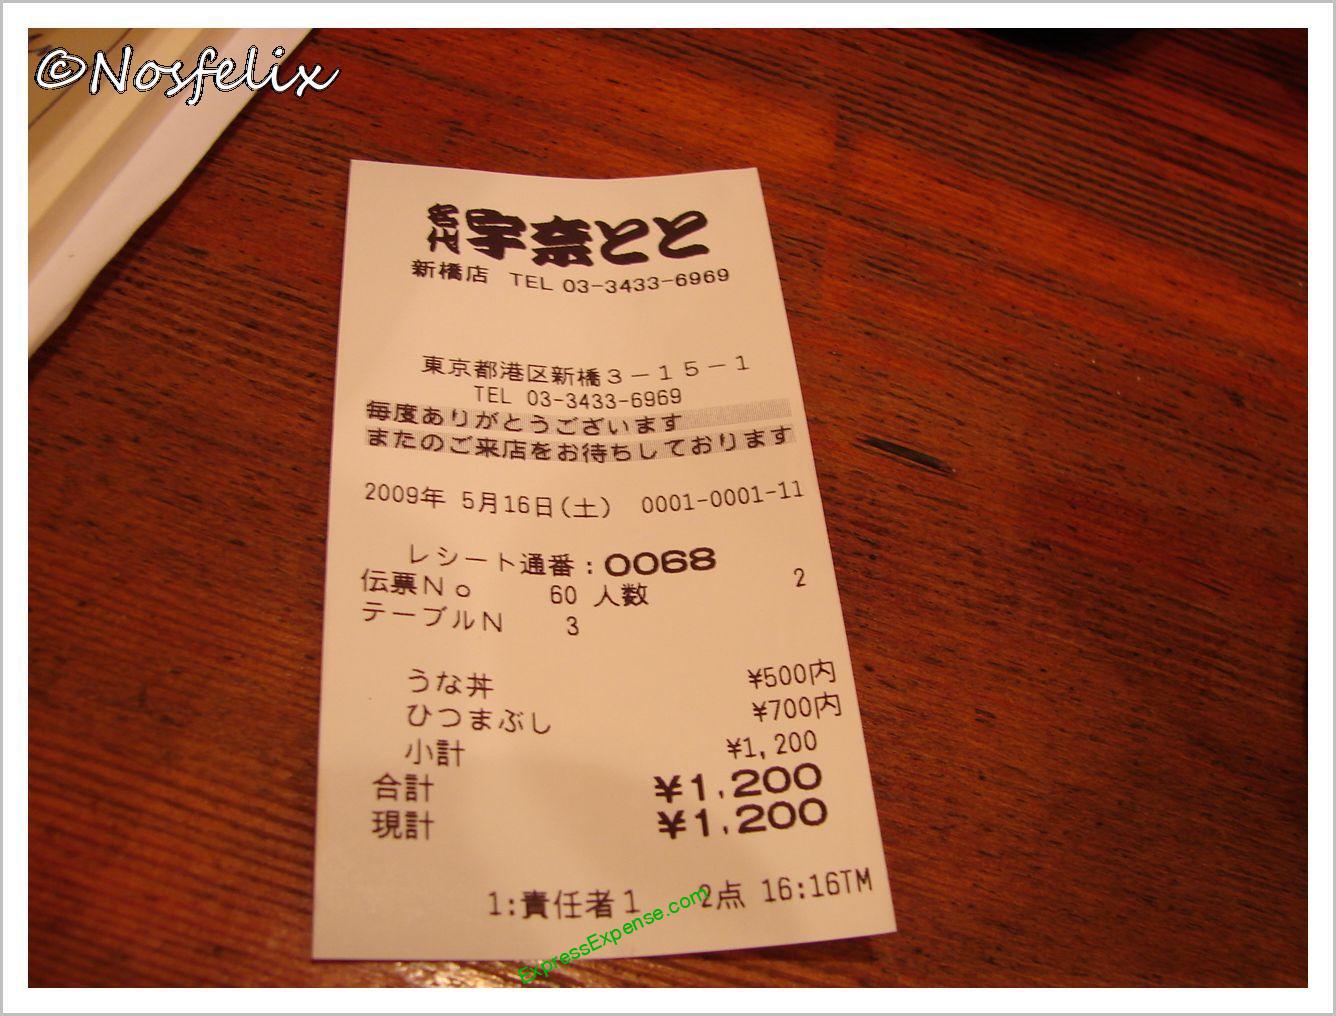 ©Nosfelix
名代 宇奈とと
新橋店 TEL 03-3433-6969
東京都港区新橋3-15-1
TEL 03-3433-6969
毎度ありがとうございます
またのご来店をお待ちしております
2009年 5月16日(土) 0001-0001-11
レシート通番:0068
伝票No 60 人数 2
テーブルN 3
うな丼 ¥500内
ひつまぶし ¥700内
小計 ¥1,200
合計 ¥1,200
現計 ¥1,200
1:責任者1 2点 16:16TM
ExpressExpense.com